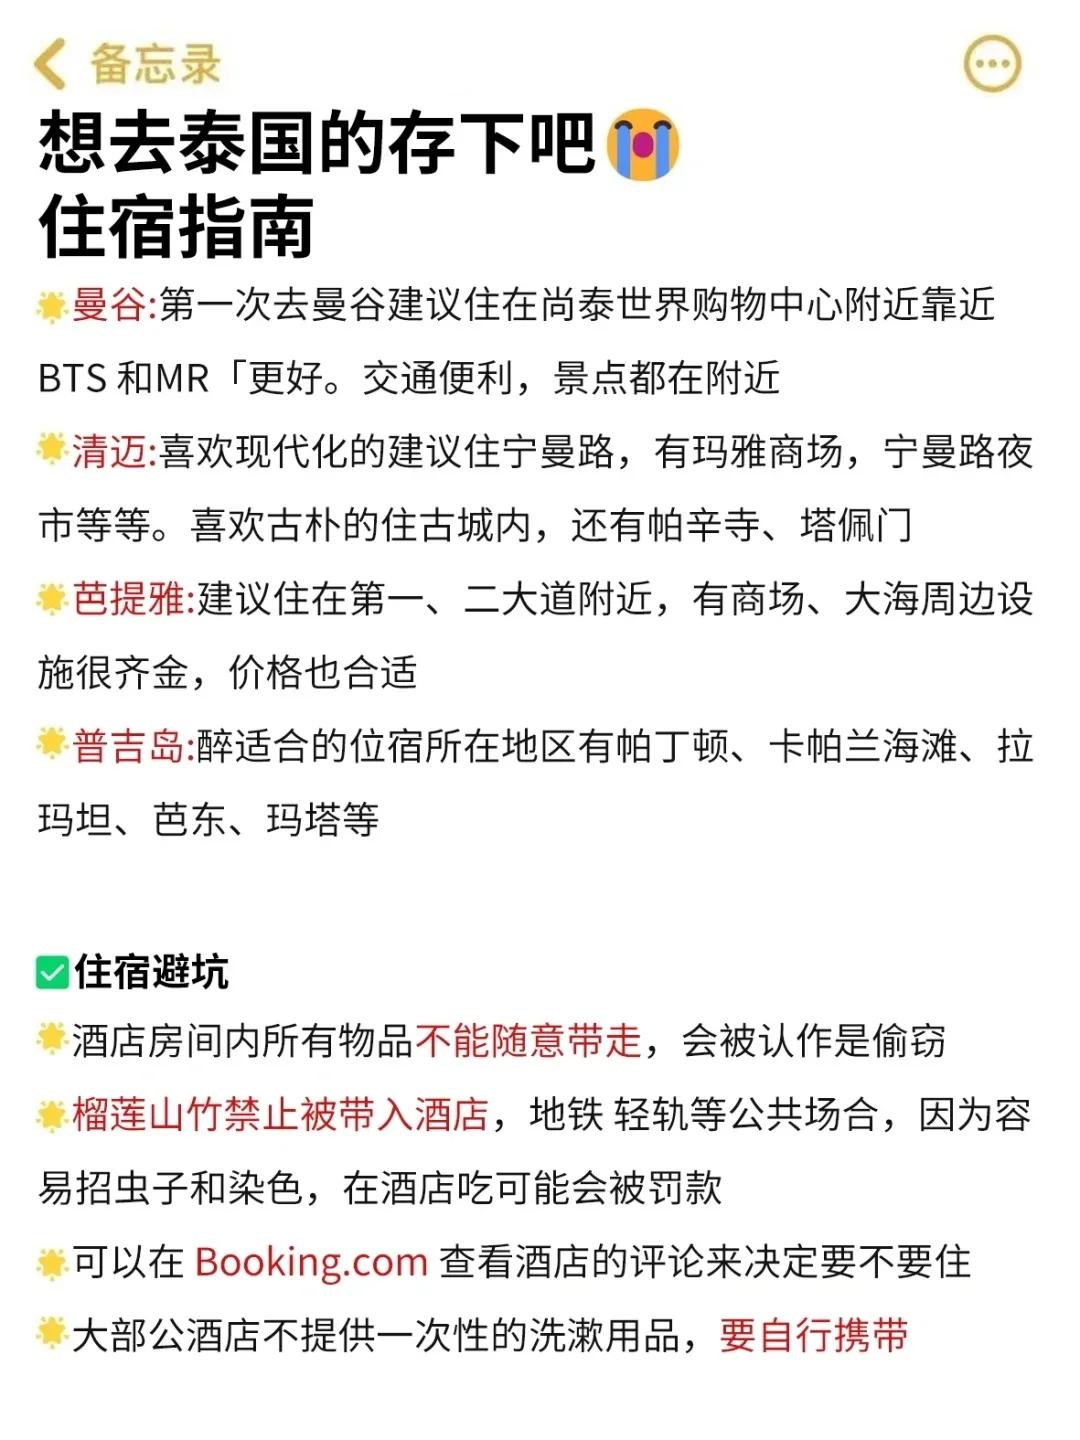 备忘录
想去泰国的存下吧
住宿指南
曼谷:第一次去曼谷建议住在尚泰世界购物中心附近靠近
BTS 和MR「更好。交通便利，景点都在附近
清迈:喜欢现代化的建议住宁曼路，有玛雅商场，宁曼路夜
市等等。喜欢古朴的住古城内，还有帕辛寺、塔佩门
芭提雅:建议住在第一、二大道附近，有商场、大海周边设
施很齐金，价格也合适
普吉岛:醉适合的位宿所在地区有帕丁顿、卡帕兰海滩、拉
玛坦、芭东、玛塔等
住宿避坑
酒店房间内所有物品不能随意带走，会被认作是偷窃
榴莲山竹禁止被带入酒店，地铁 轻轨等公共场合，因为容
易招虫子和染色，在酒店吃可能会被罚款
可以在 Booking.com 查看酒店的评论来决定要不要住
大部公酒店不提供一次性的洗漱用品，要自行携带